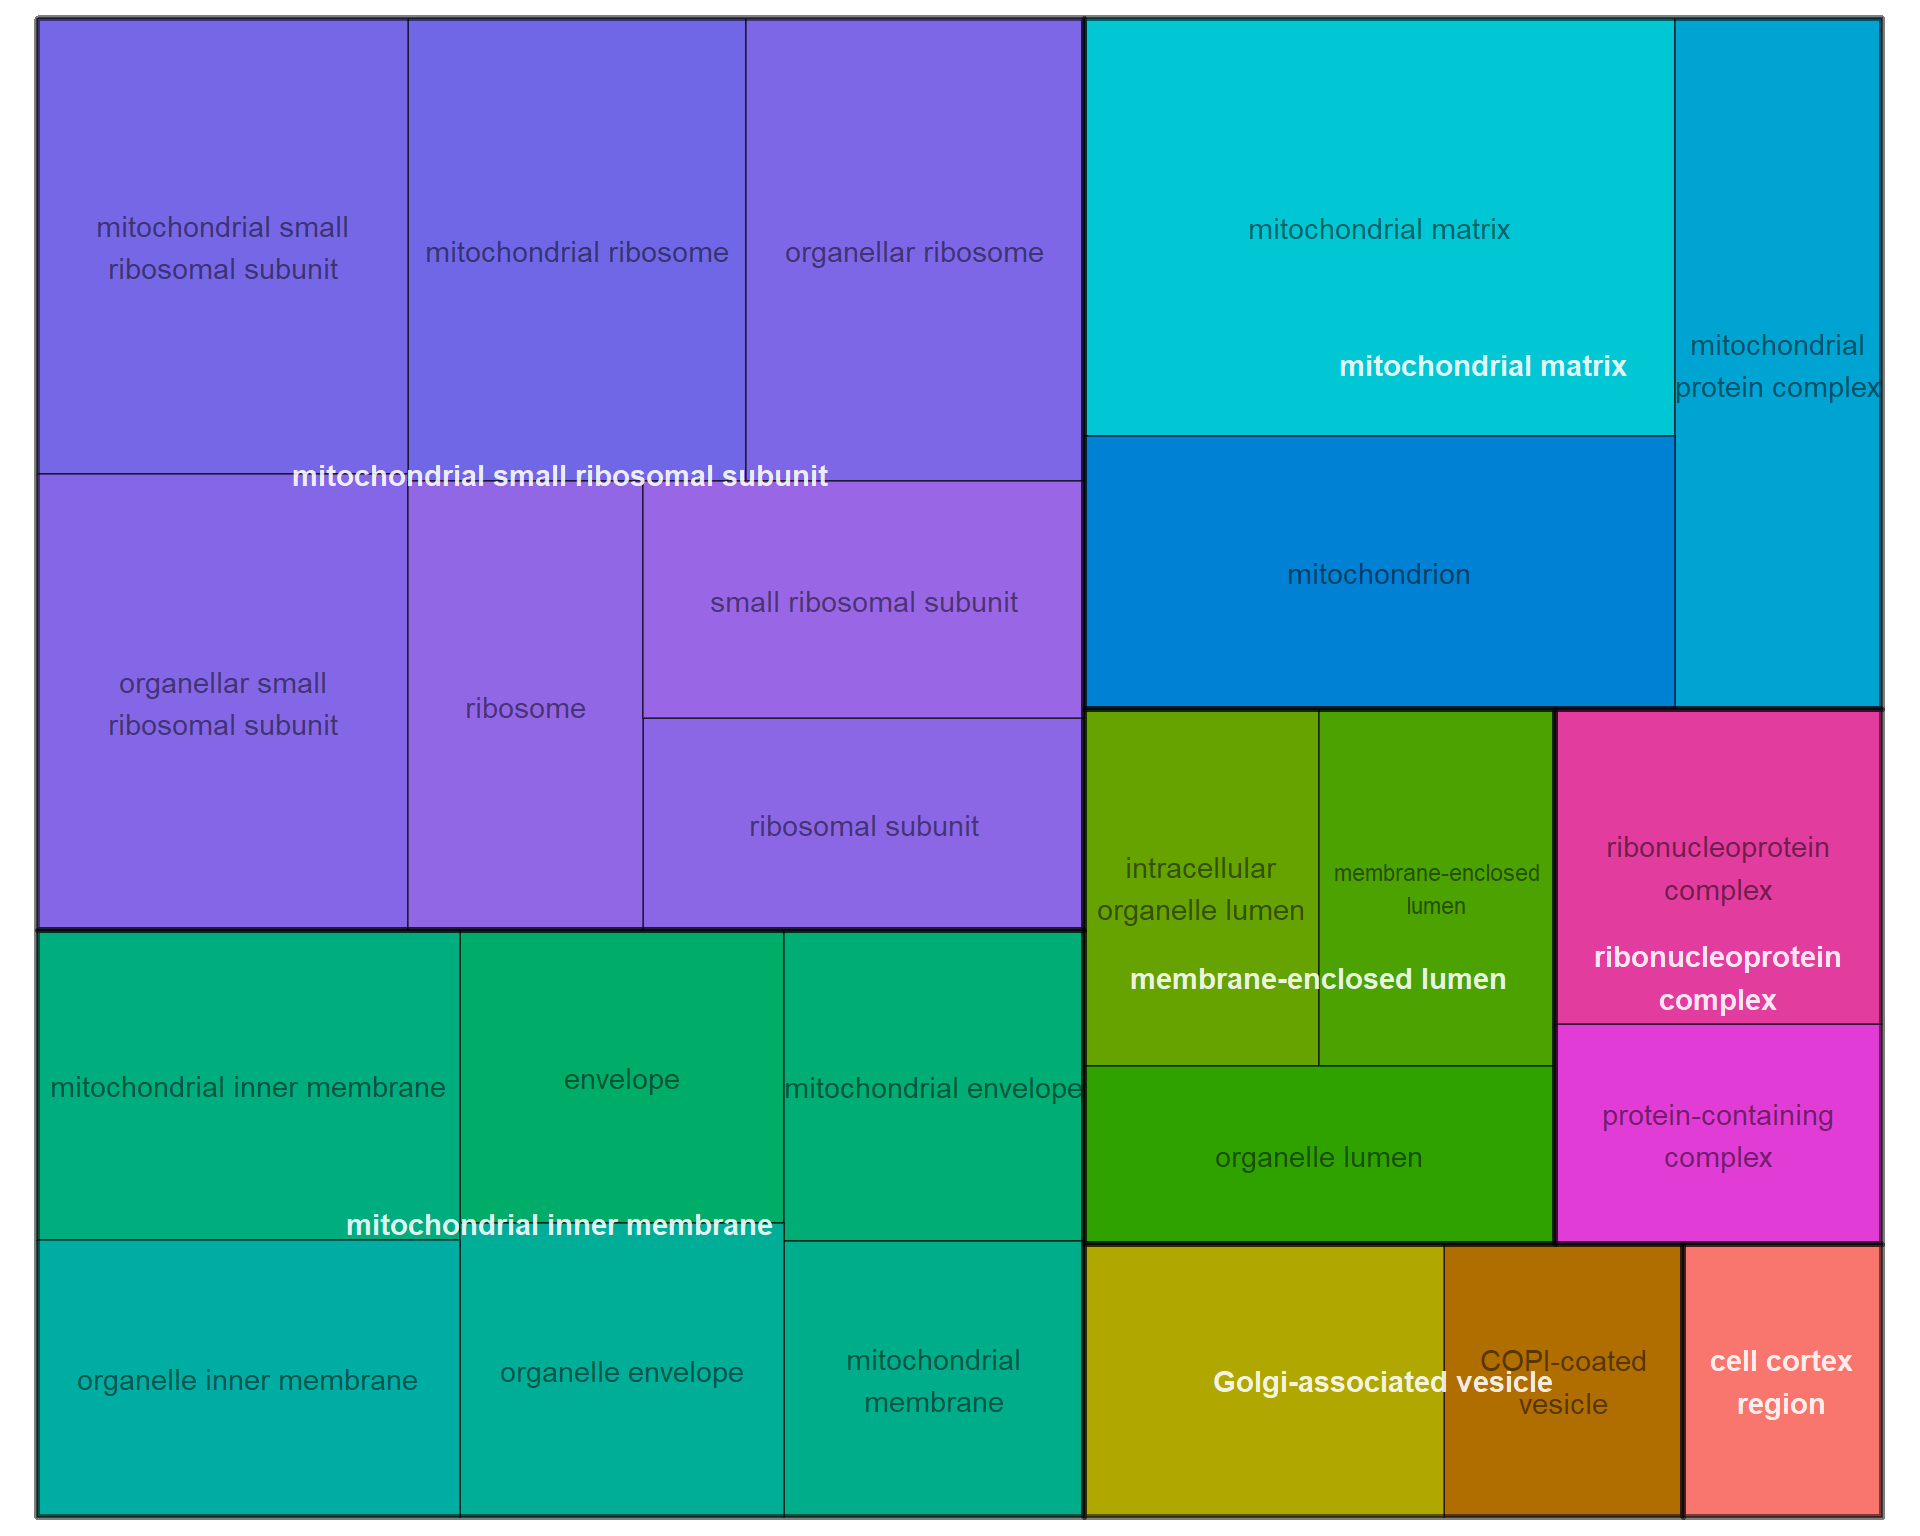 mitochondrial small
ribosomal subunit
mitochondrial ribosome
organellar ribosome
mitochondrial small ribosomal subunit
organellar small
ribosomal subunit
ribosome
small ribosomal subunit
ribosomal subunit
mitochondrial matrix
mitochondrial matrix
mitochondrial
protein complex
mitochondrion
mitochondrial inner membrane
envelope
mitochondrial envelope
mitochondrial inner membrane
organelle inner membrane
organelle envelope
mitochondrial
membrane
intracellular
organelle lumen
membrane-enclosed
lumen
membrane-enclosed lumen
organelle lumen
ribonucleoprotein
complex
ribonucleoprotein
complex
protein-containing
complex
Golgi-associated vesicle
COPI-coated
vesicle
cell cortex
region